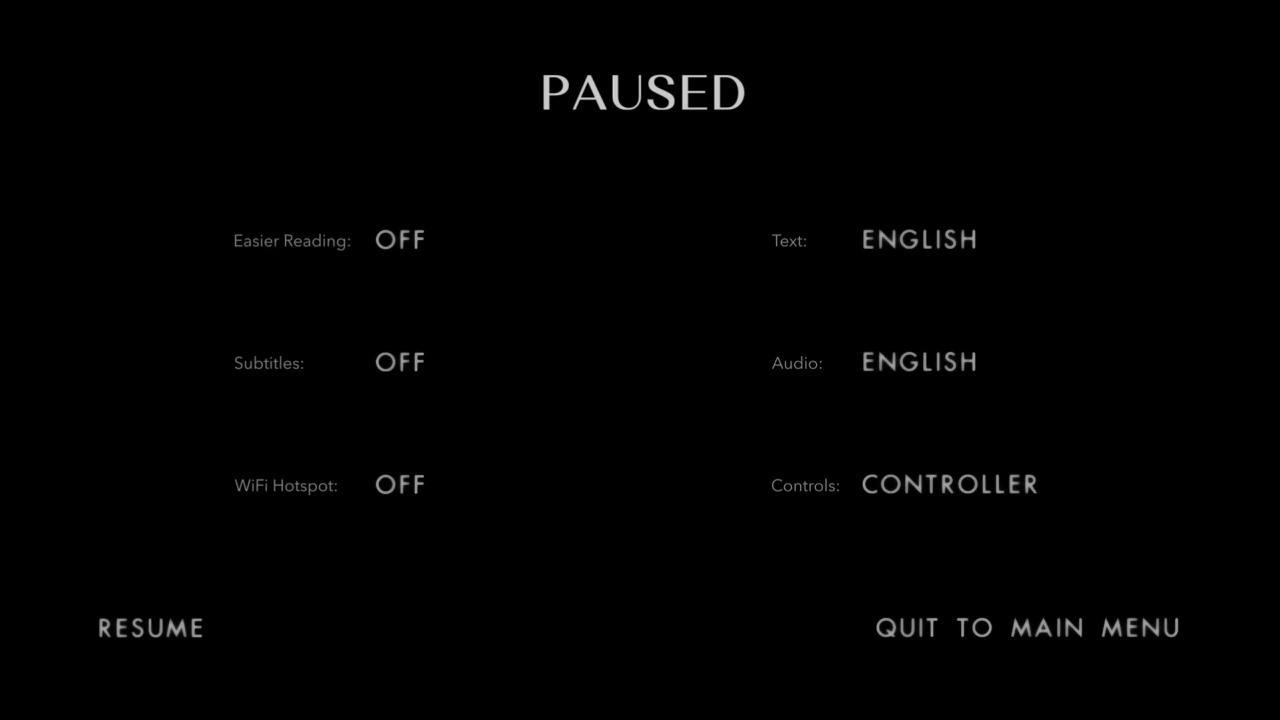 PAUSED
Easier Reading: OFF
Text: ENGLISH
Subtitles: OFF
Audio: ENGLISH
WiFi Hotspot: OFF
Controls: CONTROLLER
RESUME
QUIT TO MAIN MENU